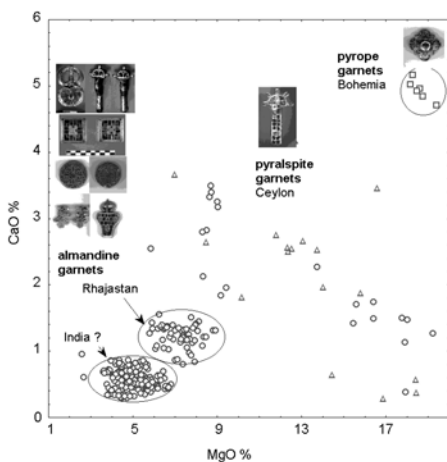 6
5
4
3
2
1
0
CaO %
1
5
9
13
17
MgO %
pyrope
garnets
Bohemia
pyralspite
garnets
Ceylon
almandine
garnets
Rhajastan
India ?